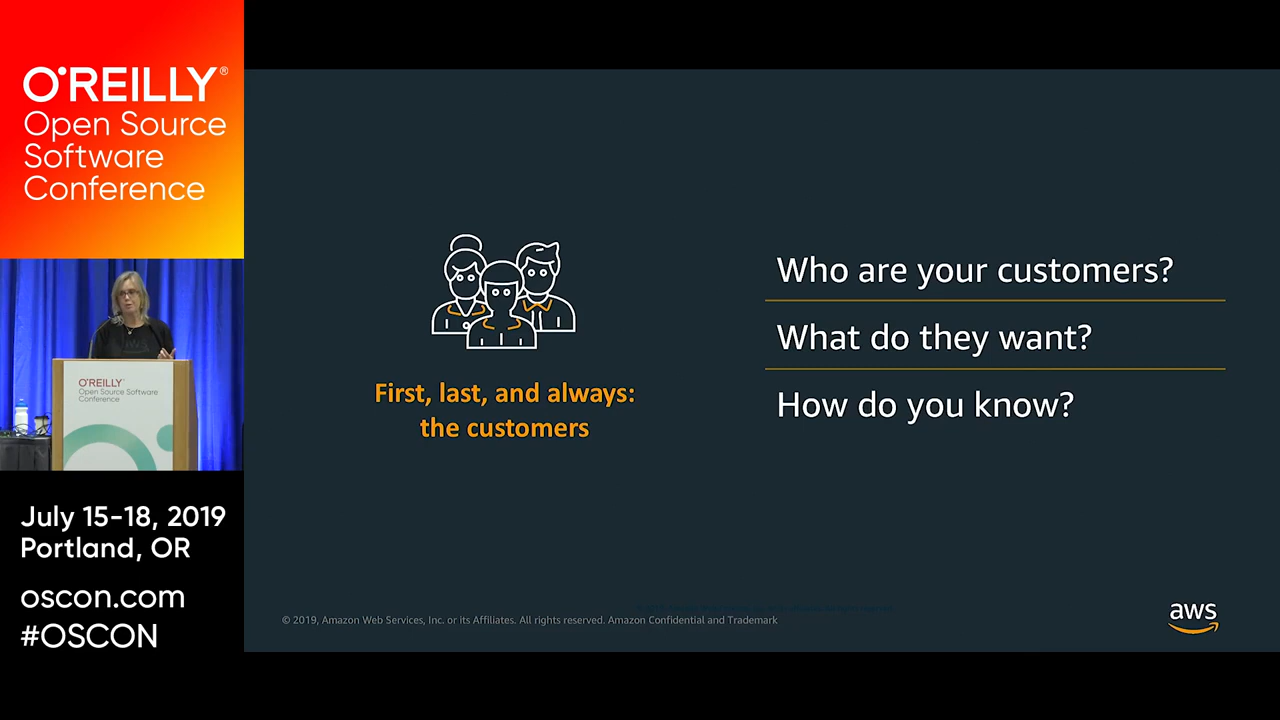 O'REILLY®
Open Source
Software
Conference
O'REILLY
Open Source Software
Conference
aws
July 15-18, 2019
Portland, OR
oscon.com
#OSCON
First, last, and always:
the customers
Who are your customers?
What do they want?
How do you know?
© 2019, Amazon Web Services, Inc. or its Affiliates. All rights reserved. Amazon Confidential and Trademark
aws